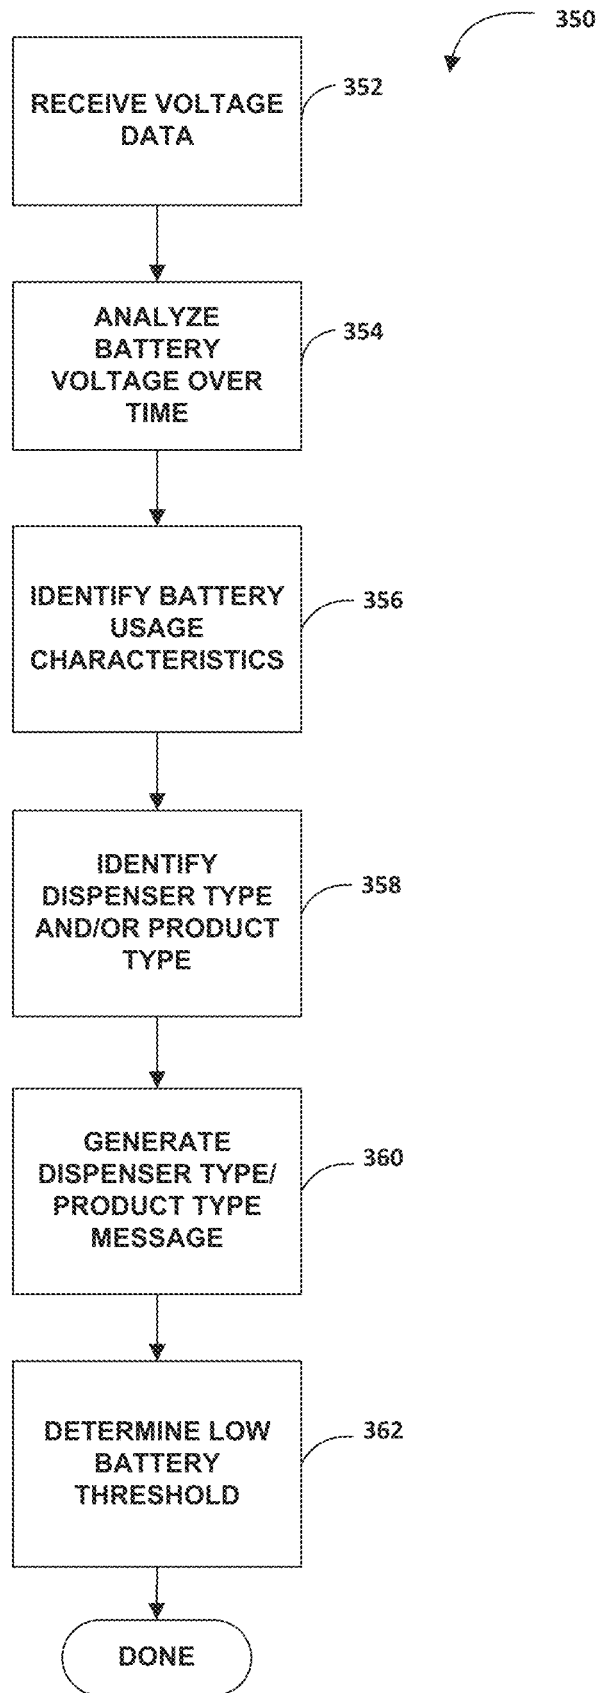 350
RECEIVE VOLTAGE
DATA
352
ANALYZE
BATTERY
VOLTAGE OVER
TIME
354
IDENTIFY BATTERY
USAGE
CHARACTERISTICS
356
IDENTIFY
DISPENSER TYPE
AND/OR PRODUCT
TYPE
358
GENERATE
DISPENSER TYPE/
PRODUCT TYPE
MESSAGE
360
DETERMINE LOW
BATTERY
THRESHOLD
362
DONE